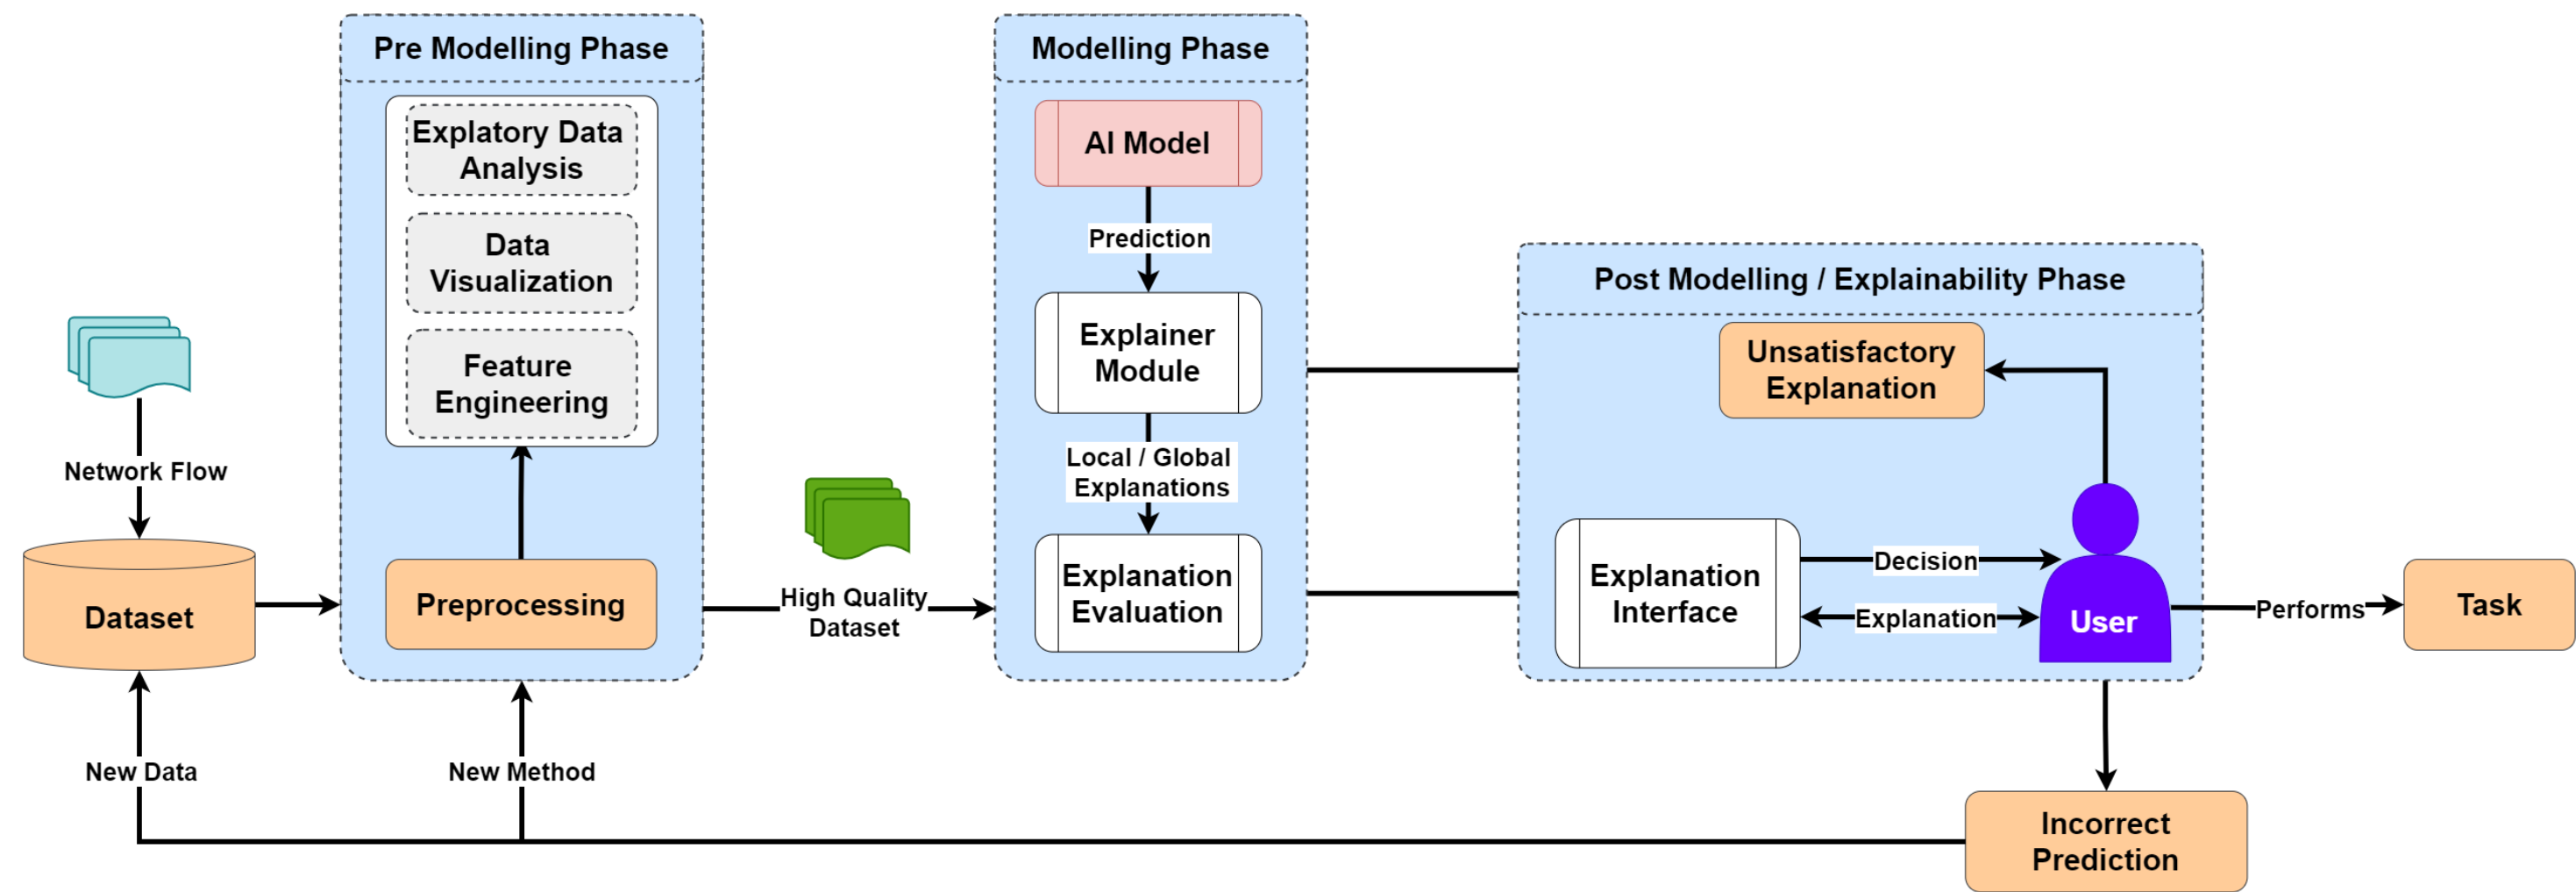 Pre Modelling Phase
Explatory Data
Analysis
Data
Visualization
Feature
Engineering
Preprocessing
Network Flow
Dataset
New Data
New Method
High Quality
Dataset
Modelling Phase
AI Model
Prediction
Explainer
Module
Local / Global
Explanations
Explanation
Evaluation
Post Modelling / Explainability Phase
Unsatisfactory
Explanation
Explanation
Interface
Decision
Explanation
User
Performs
Task
Incorrect
Prediction